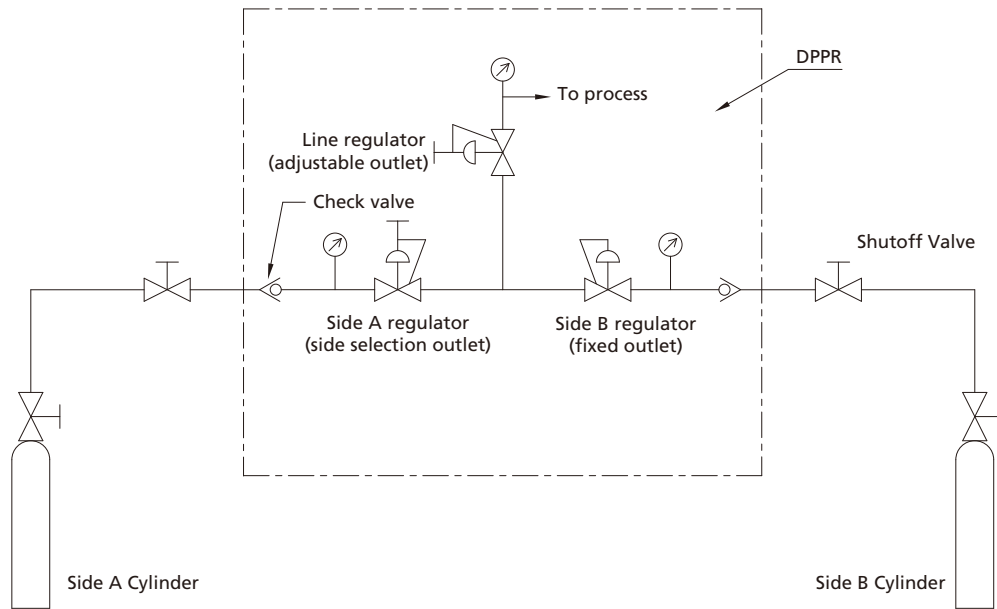 DPPR
To process
Line regulator
(adjustable outlet)
Check valve
Shutoff Valve
Side A regulator
(side selection outlet)
Side B regulator
(fixed outlet)
Side A Cylinder
Side B Cylinder